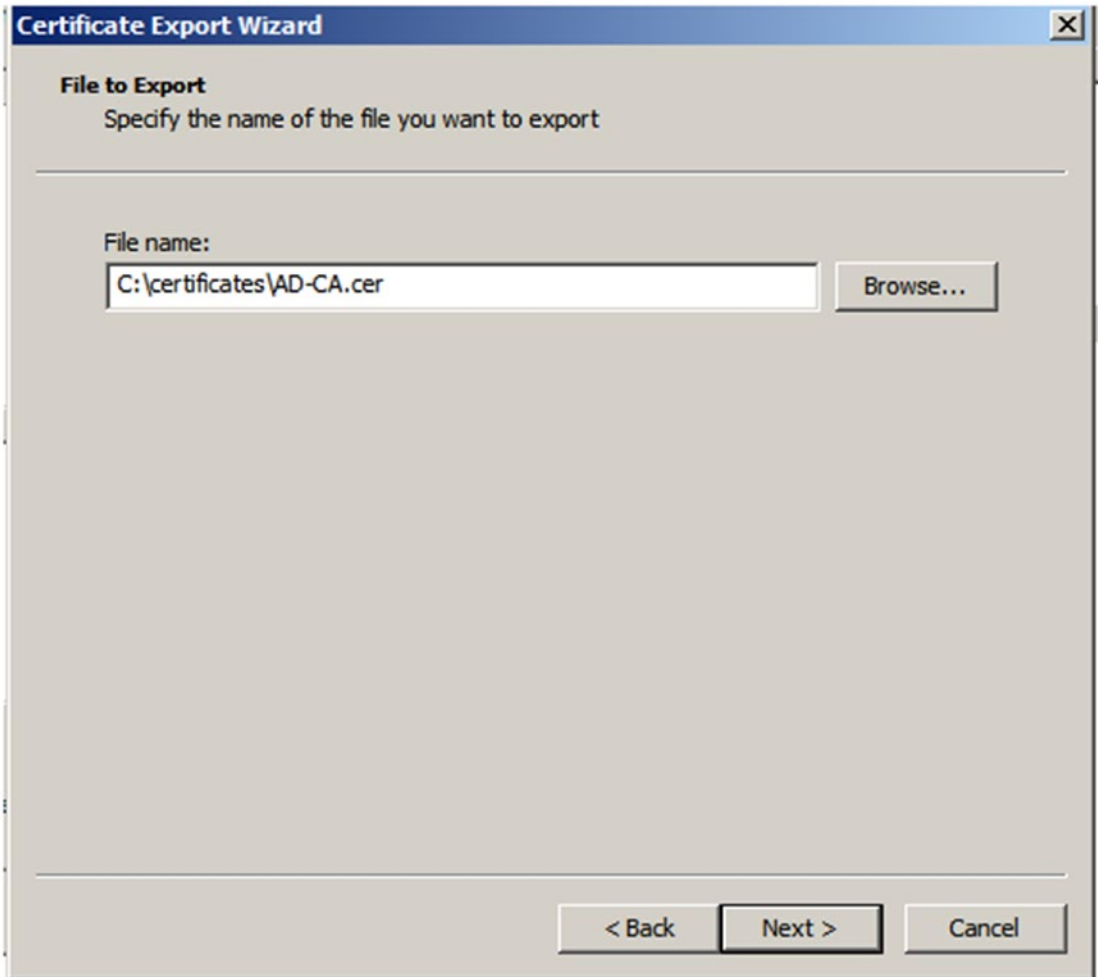 Certificate Export Wizard
File to Export
Specify the name of the file you want to export
File name:
C:\certificates\AD-CA.cer
Browse...
< Back
Next >
Cancel